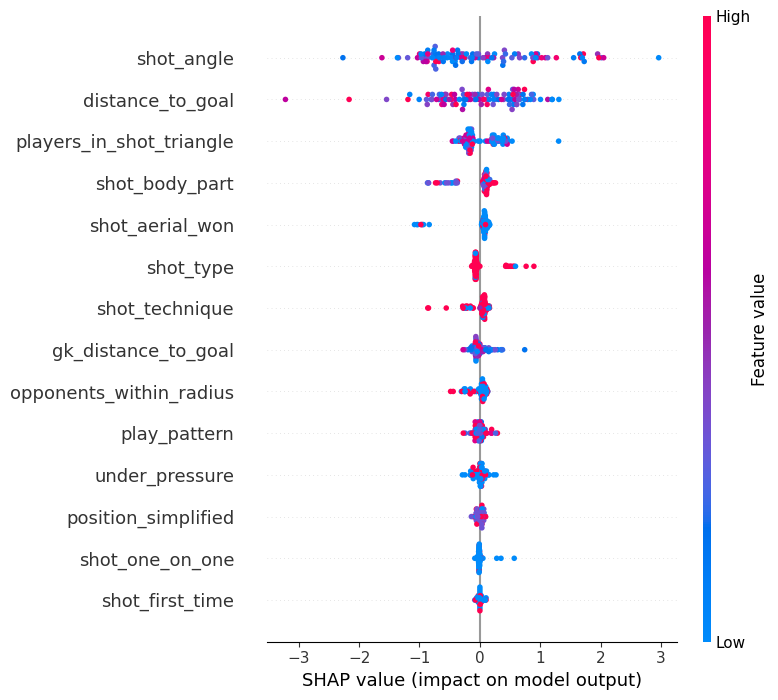 High
shot_angle
distance_to_goal
players_in_shot_triangle
shot_body_part
shot_aerial_won
shot_type
shot_technique
gk_distance_to_goal
opponents_within_radius
play_pattern
under_pressure
position_simplified
shot_one_on_one
shot_first_time
Feature value
Low
−3 −2 −1 0 1 2 3
SHAP value (impact on model output)